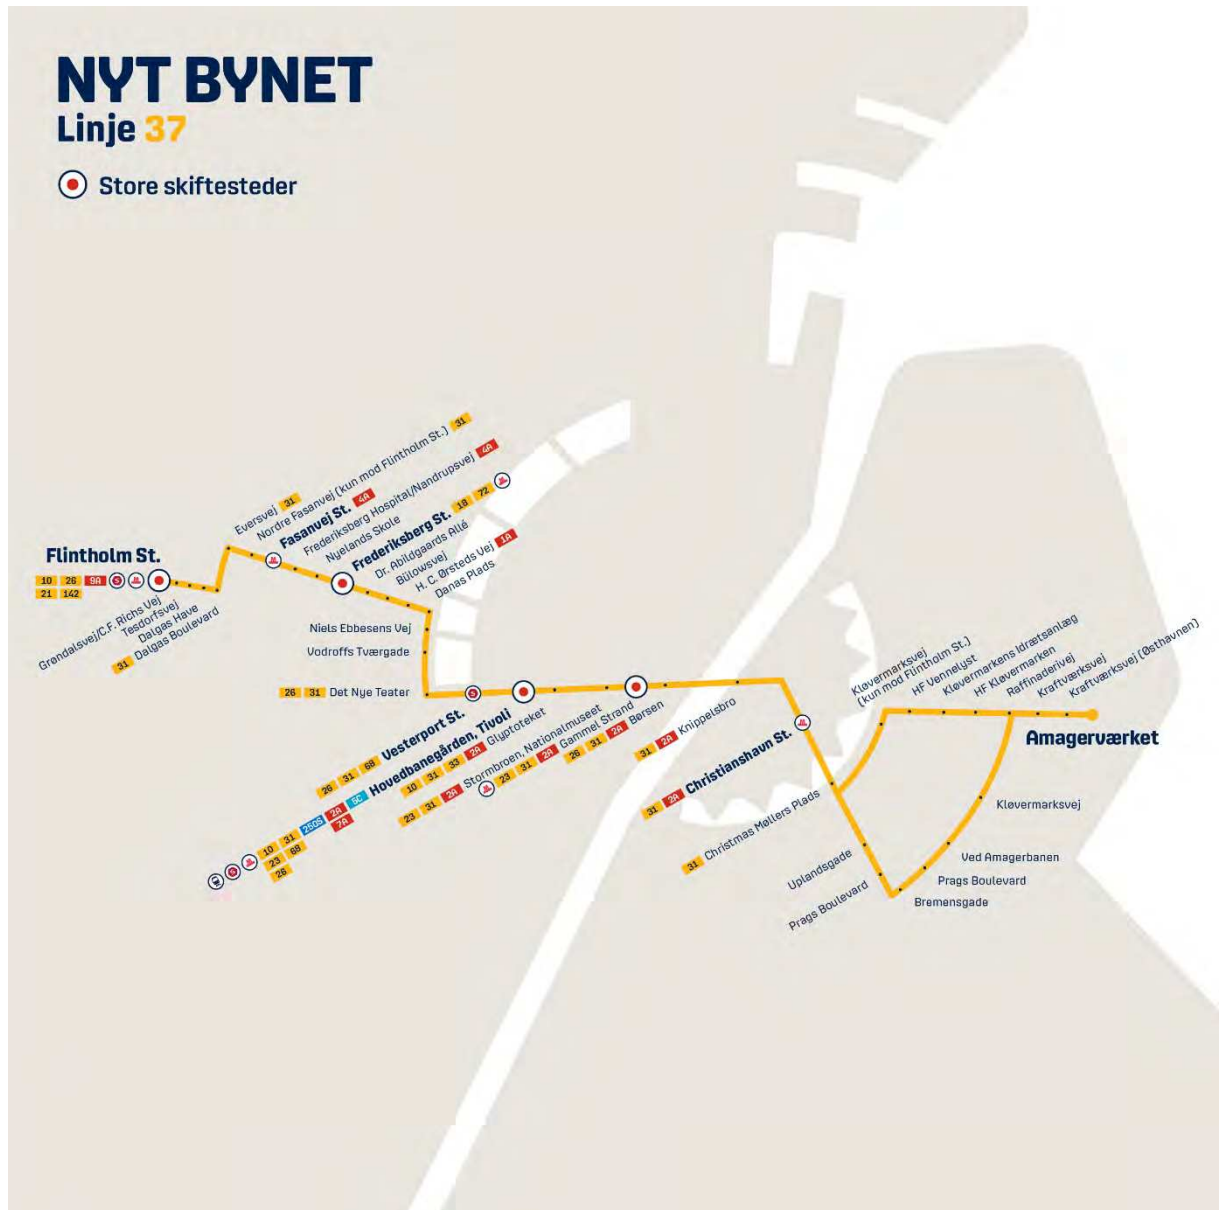 NYT BYNET
Linje 37
Store skiftesteder
Flintholm St.
10 26 9A S M
21 142
Grøndalsvej/C.F. Richs Vej
Tesdorfsvej
Dalgas Have
31 Dalgas Boulevard
Eversvej 31
Nordre Fasanvej (kun mod Flintholm St.) 31
Fasanvej St. 4A
Frederiksberg Hospital/Nandrupsvej 4A
Nyelands Skole
Frederiksberg St. 18 72
Dr. Abildgaards Allé
Bülowsvej
H. C. Ørsteds Vej 1A
Danas Plads
Niels Ebbesens Vej
Vodroffs Tværgade
26 31 Det Nye Teater
26 31 68 Vesterport St.
10 31 250S 2A 5C Hovedbanegården, Tivoli
23 68 7A
26
10 31 33 2A Glyptoteket
23 31 2A Stormbroen, Nationalmuseet
23 31 2A Gammel Strand
26 31 2A Børsen
31 2A Knippelsbro
31 2A Christianshavn St.
31 Christmas Møllers Plads
Uplandsgade
Prags Boulevard
Bremensgade
Prags Boulevard
Ved Amagerbanen
Kløvermarksvej
Kløvermarksvej
(kun mod Flintholm St.)
HF Vennelyst
Kløvermarkens Idrætsanlæg
HF Kløvermarken
Raffinaderivej
Kraftværksvej
Kraftværksvej (Østhavnen)
Amagerværket